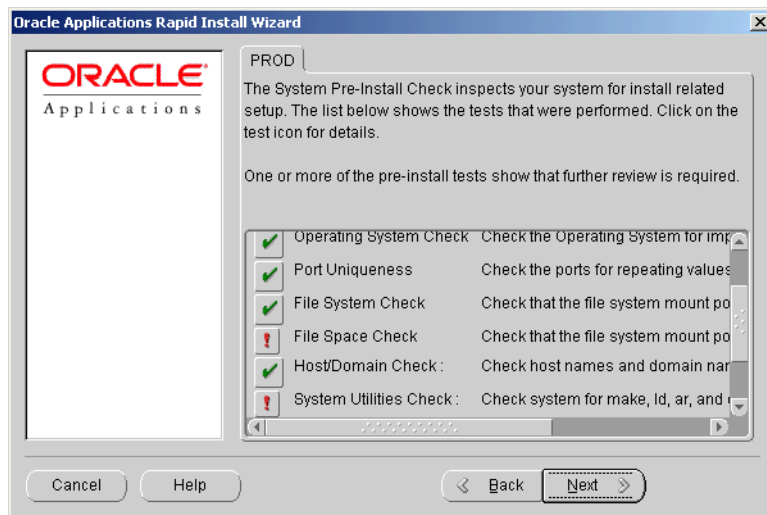 Oracle Applications Rapid Install Wizard
ORACLE
Applications
PROD
The System Pre-Install Check inspects your system for install related
setup. The list below shows the tests that were performed. Click on the
test icon for details.
One or more of the pre-install tests show that further review is required.
Operating System Check Check the Operating System for
Port Uniqueness Check the ports for repeating values
File System Check Check that the file system mount
File Space Check Check that the file system mount
Host/Domain Check : Check host names and domain
System Utilities Check : Check system for make, ld, ar, and
Cancel Help Back Next